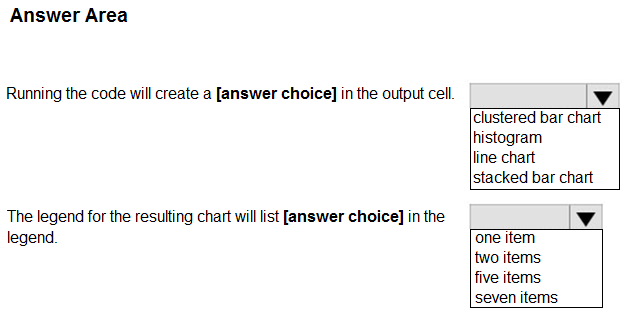 Answer Area
Running the code will create a [answer choice] in the output cell.
clustered bar chart
histogram
line chart
stacked bar chart
The legend for the resulting chart will list [answer choice] in the
legend.
one item
two items
five items
seven items